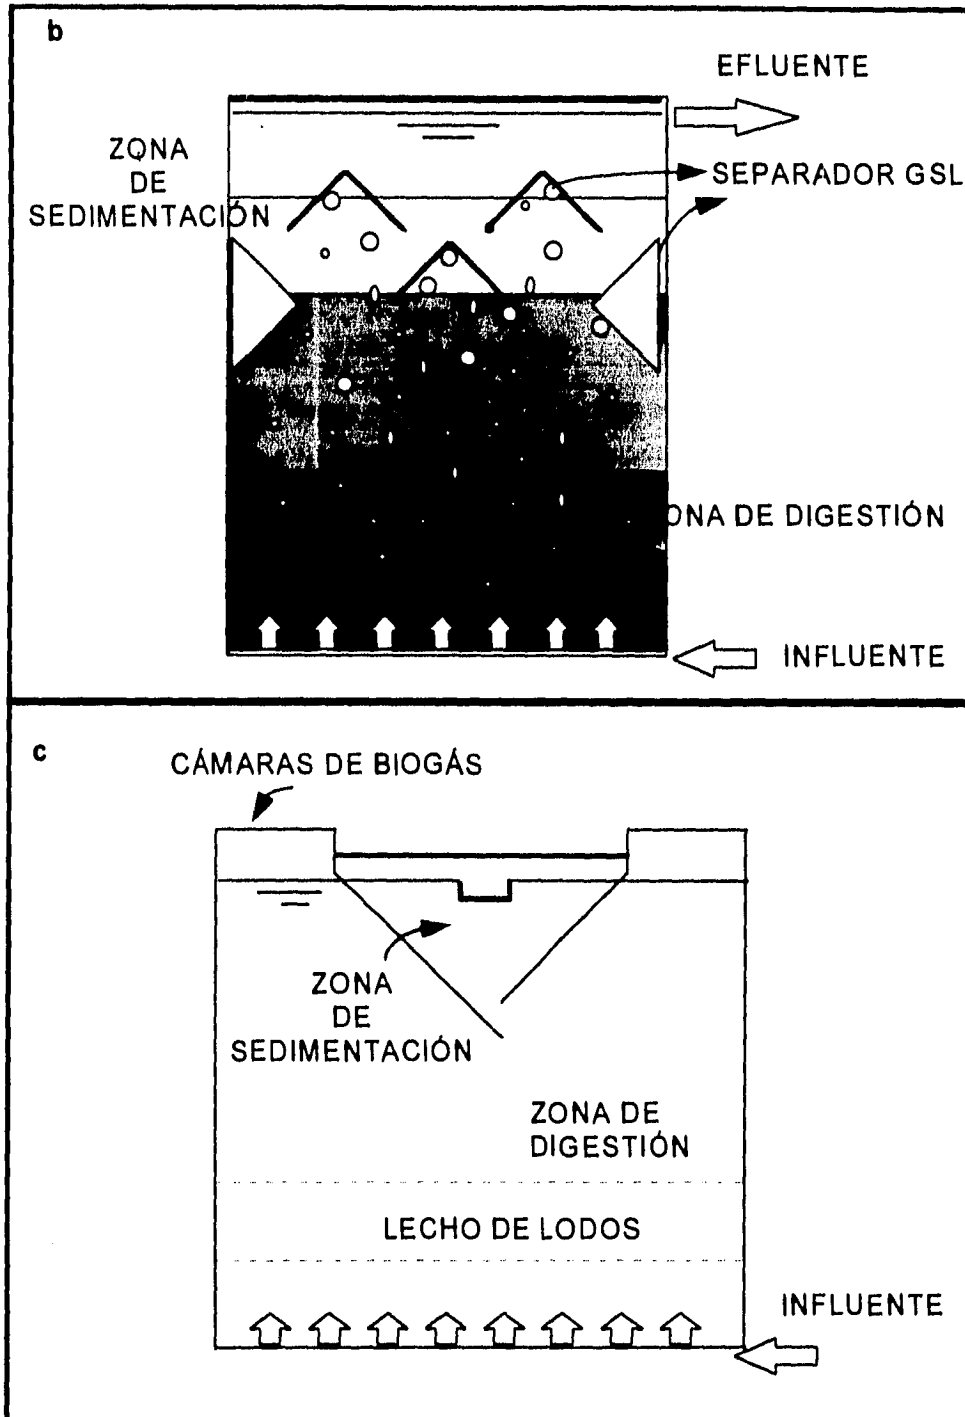 b
EFLUENTE
ZONA
DE
SEDIMENTACIÓN
SEPARADOR GSL
ONA DE DIGESTIÓN
INFLUENTE
c
CÁMARAS DE BIOGÁS
ZONA
DE
SEDIMENTACIÓN
ZONA DE
DIGESTIÓN
LECHO DE LODOS
INFLUENTE